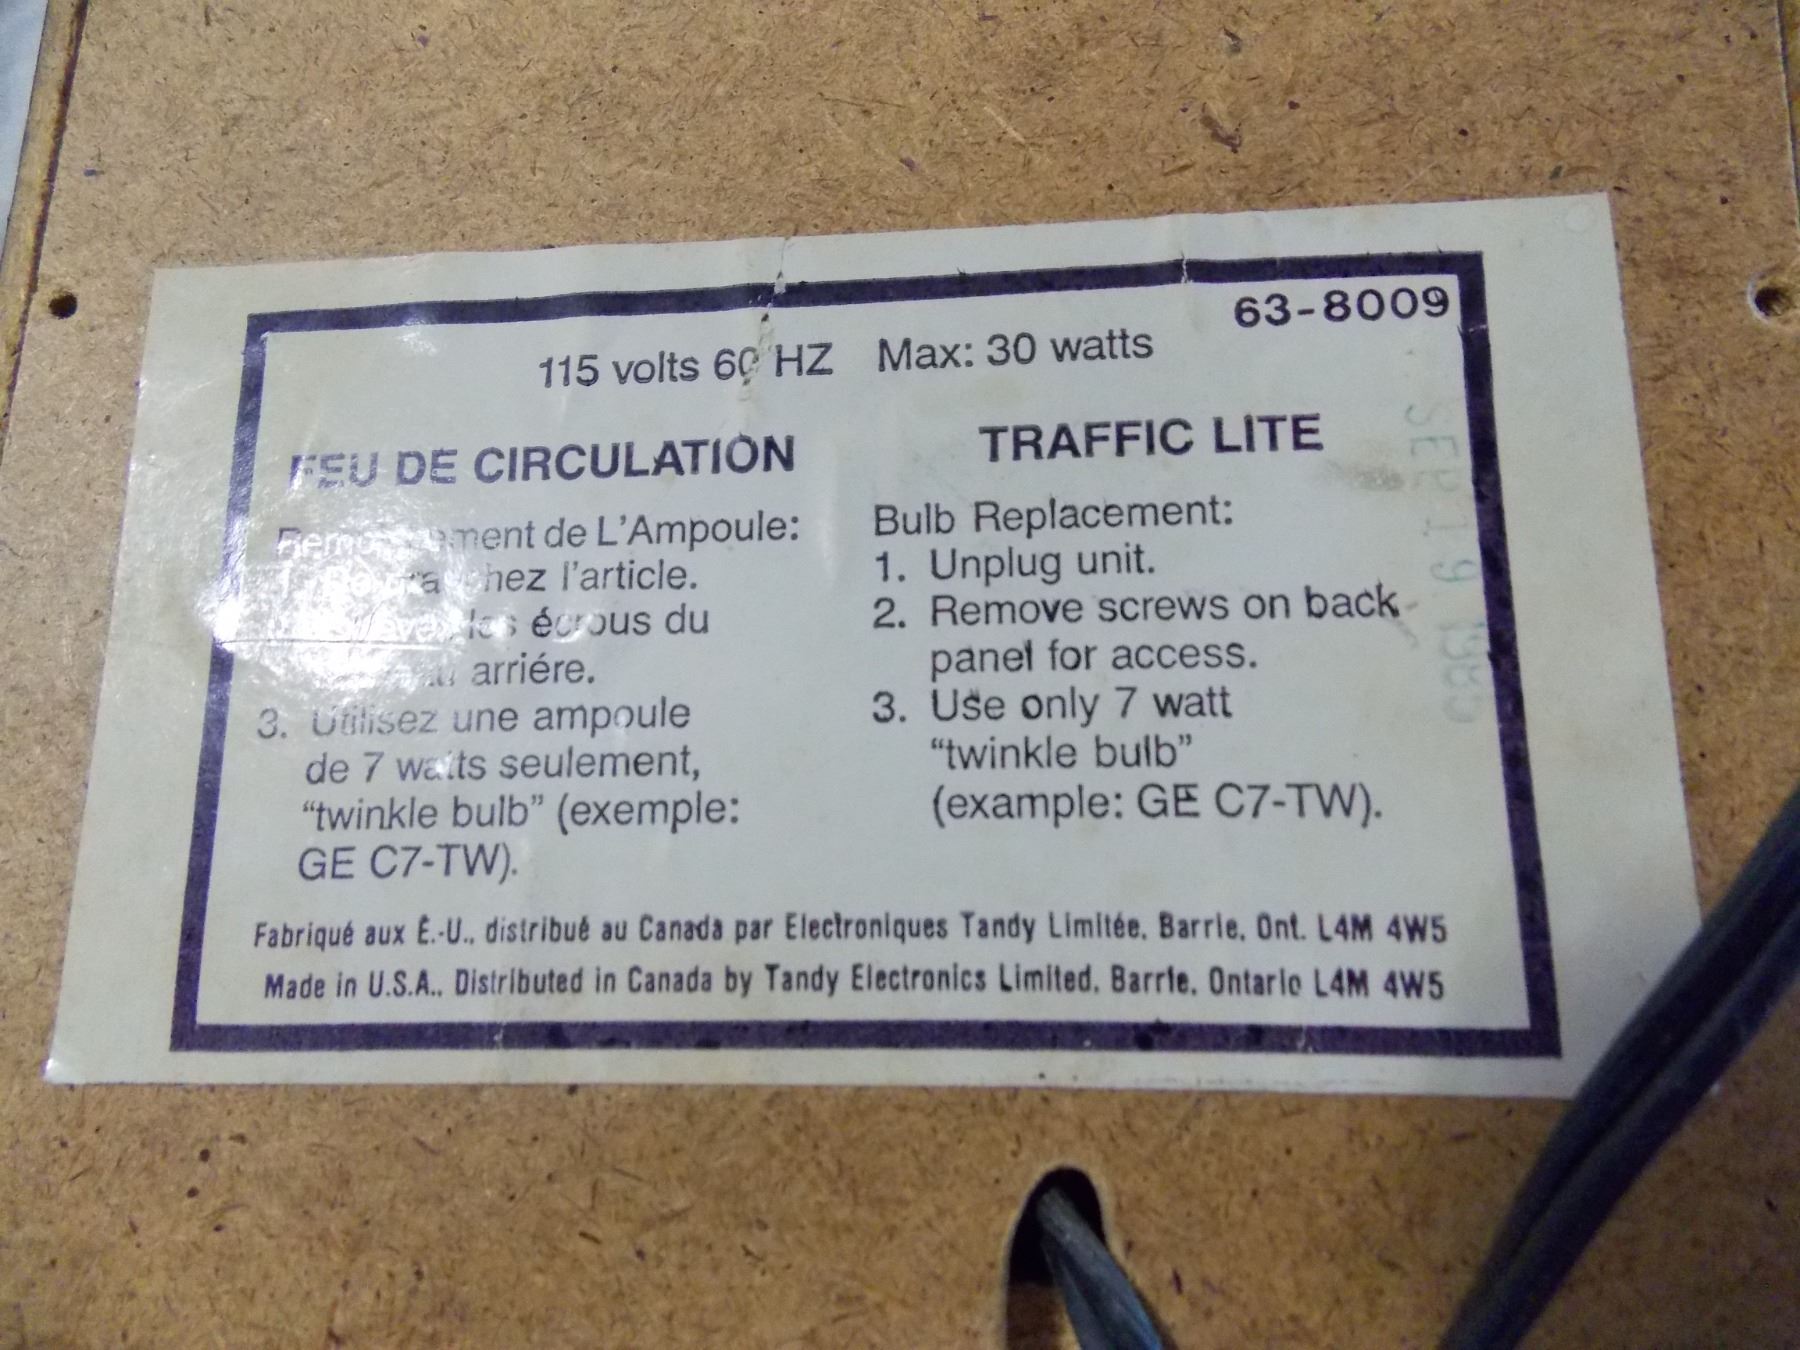 63-8009
115 volts 60 HZ Max: 30 watts
FEU DE CIRCULATION
de L'Ampoule:
l'article.
écrous du
arriére.
3. Utilisez une ampoule
de 7 watts seulement,
“twinkle bulb” (exemple:
GE C7-TW).
TRAFFIC LITE
Bulb Replacement:
1. Unplug unit.
2. Remove screws on back
panel for access.
3. Use only 7 watt
“twinkle bulb”
(example: GE C7-TW).
SEP 19
Fabriqué aux É.-U., distribué au Canada par Electroniques Tandy Limitée, Barrie, Ont. L4M 4W5
Made in U.S.A., Distributed in Canada by Tandy Electronics Limited, Barrie, Ontario L4M 4W5